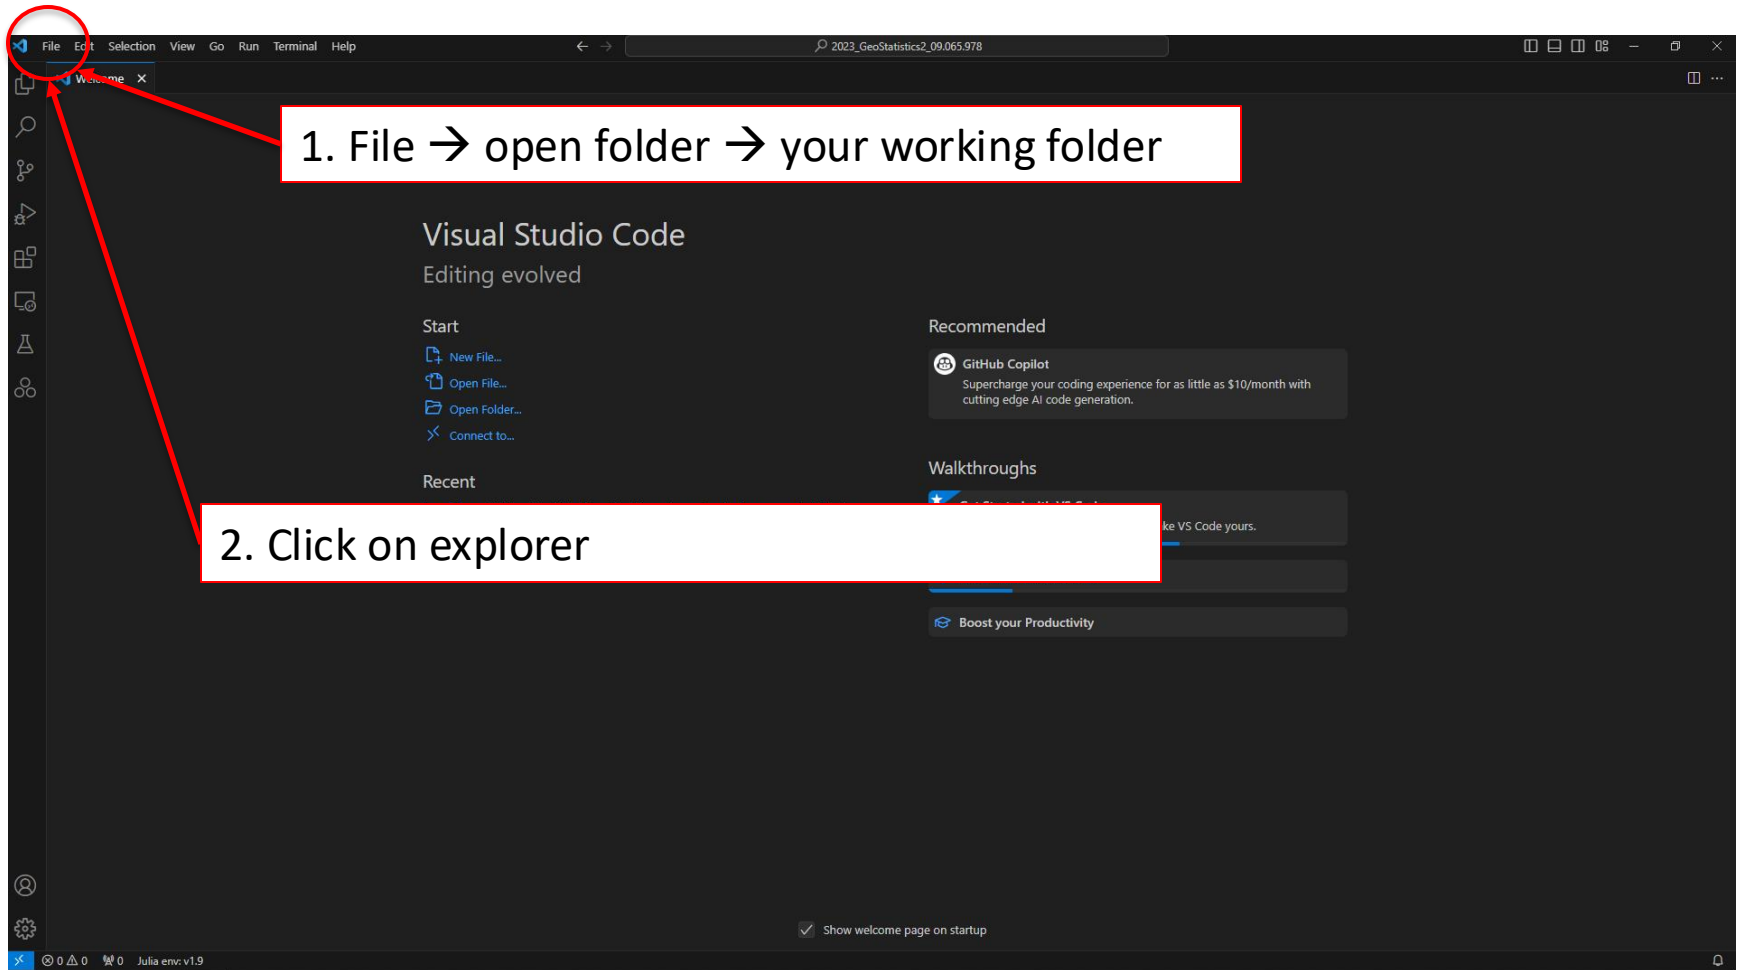 File Edit Selection View Go Run Terminal Help
2023_GeoStatistics2_09.065.978
Welcome
1. File → open folder → your working folder
Visual Studio Code
Editing evolved
Start
New File...
Open File...
Open Folder...
Connect to...
Recent
Recommended
GitHub Copilot
Supercharge your coding experience for as little as $10/month with
cutting edge AI code generation.
Walkthroughs
VS Code yours.
2. Click on explorer
Boost your Productivity
Show welcome page on startup
0 0 0 Julia env: v1.9